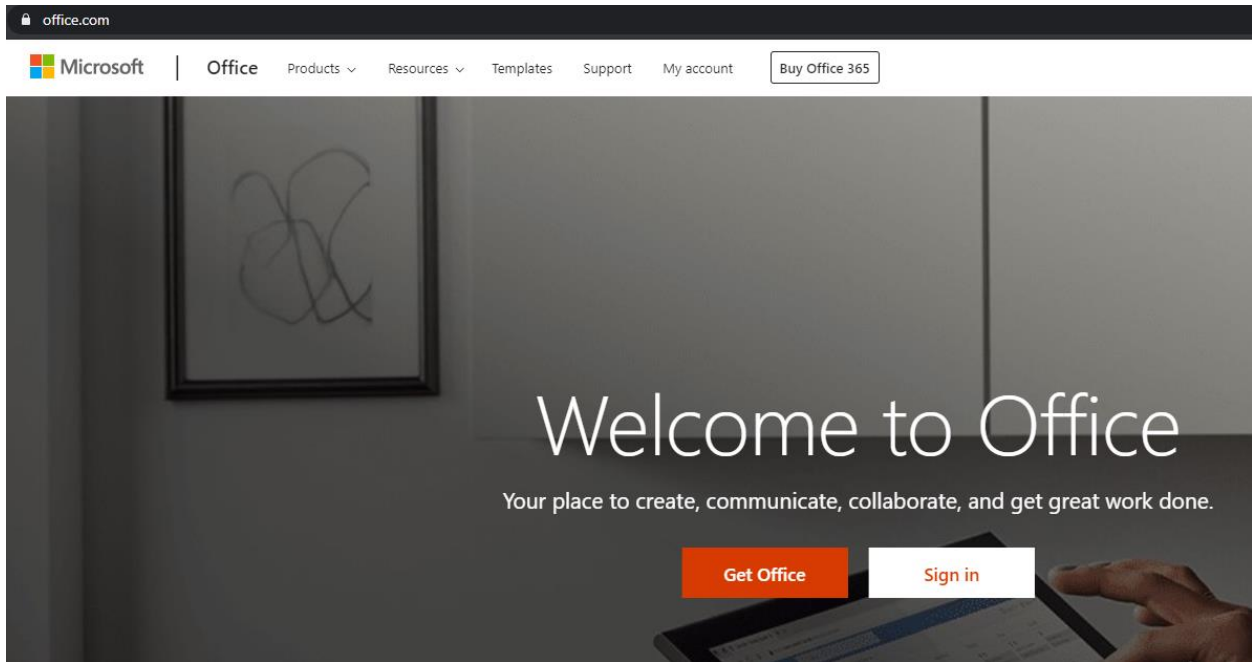 office.com
Microsoft | Office Products Resources Templates Support My account Buy Office 365
Welcome to Office
Your place to create, communicate, collaborate, and get great work done.
Get Office Sign in